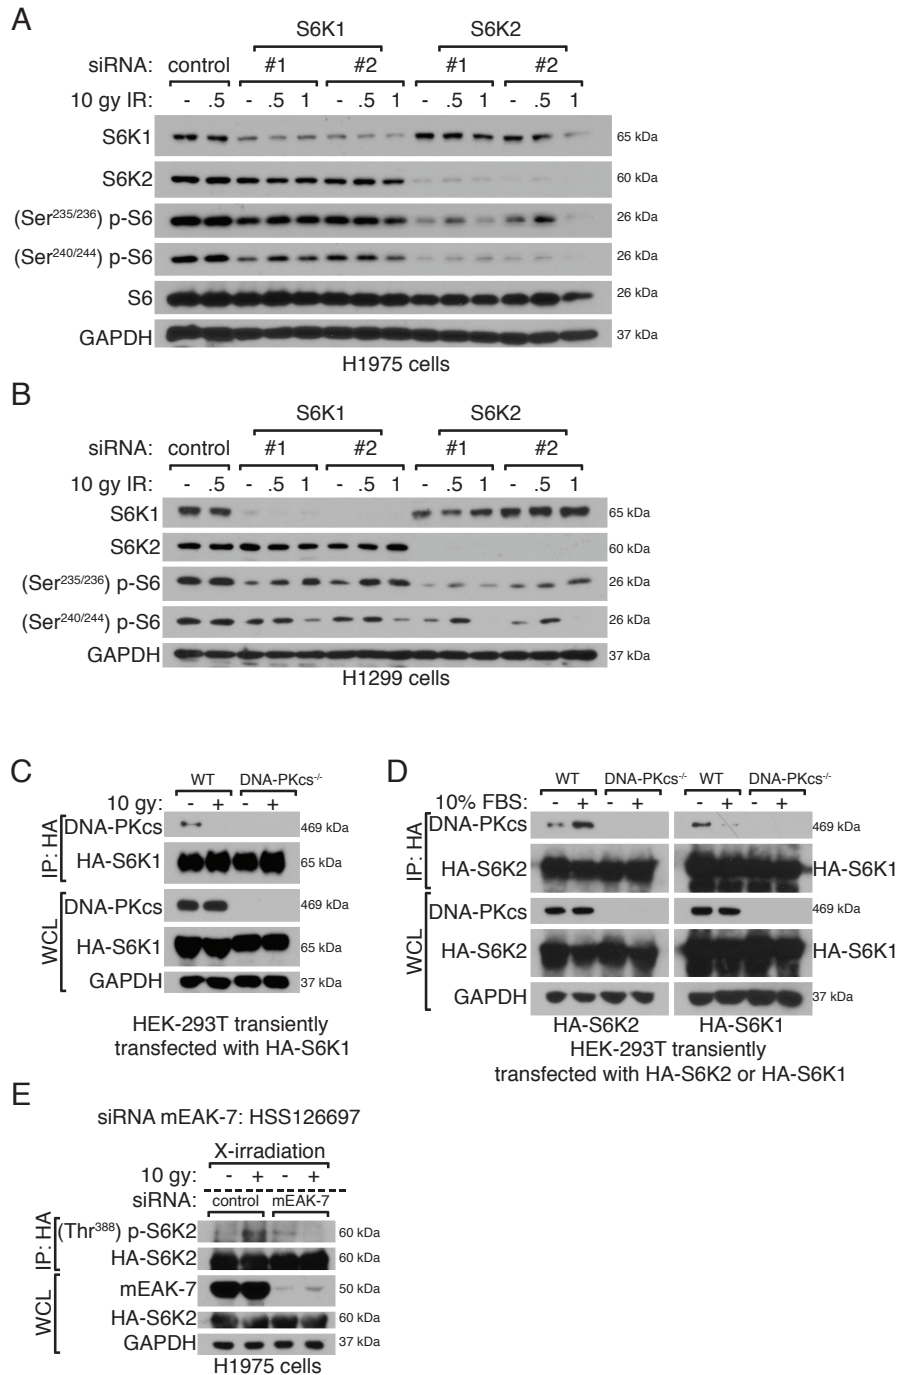 A
S6K1 S6K2
siRNA: control #1 #2 #1 #2
10 gy IR: - .5 - .5 1 - .5 1 - .5 1 - .5 1
S6K1 65 kDa
S6K2 60 kDa
(Ser235/236) p-S6 26 kDa
(Ser240/244) p-S6 26 kDa
S6 26 kDa
GAPDH 37 kDa
H1975 cells
B
S6K1 S6K2
siRNA: control #1 #2 #1 #2
10 gy IR: - .5 - .5 1 - .5 1 - .5 1 - .5 1
S6K1 65 kDa
S6K2 60 kDa
(Ser235/236) p-S6 26 kDa
(Ser240/244) p-S6 26 kDa
GAPDH 37 kDa
H1299 cells
C
WT DNA-PKcs-/-
10 gy: - + - +
IP: HA
DNA-PKcs 469 kDa
HA-S6K1 65 kDa
WCL
DNA-PKcs 469 kDa
HA-S6K1 65 kDa
GAPDH 37 kDa
HEK-293T transiently
transfected with HA-S6K1
D
WT DNA-PKcs-/- WT DNA-PKcs-/-
10% FBS: - + - + - + - +
IP: HA
DNA-PKcs 469 kDa
HA-S6K2 HA-S6K1
WCL
DNA-PKcs 469 kDa
HA-S6K2 HA-S6K1
GAPDH 37 kDa
HA-S6K2 HA-S6K1
HEK-293T transiently
transfected with HA-S6K2 or HA-S6K1
E
siRNA mEAK-7: HSS126697
X-irradiation
10 gy: - + - +
siRNA: control mEAK-7
IP: HA
(Thr388) p-S6K2 60 kDa
HA-S6K2 60 kDa
WCL
mEAK-7 50 kDa
HA-S6K2 60 kDa
GAPDH 37 kDa
H1975 cells